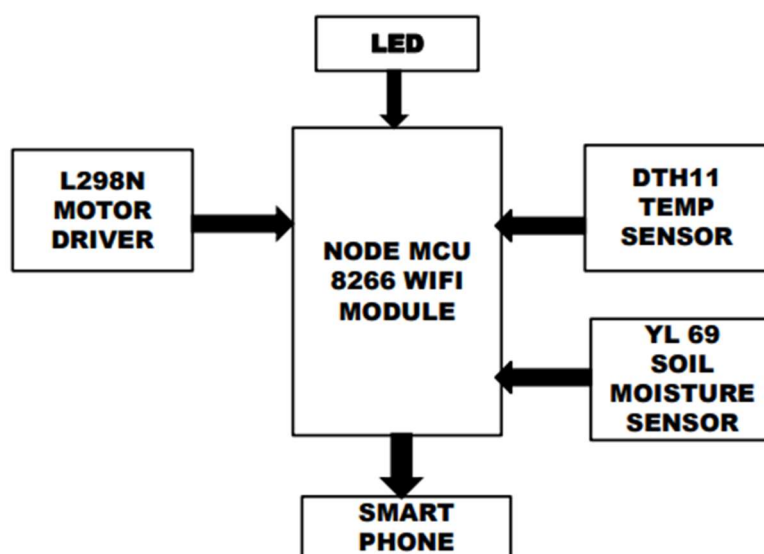 LED
L298N
MOTOR
DRIVER
NODE MCU
8266 WIFI
MODULE
DTH11
TEMP
SENSOR
YL 69
SOIL
MOISTURE
SENSOR
SMART
PHONE